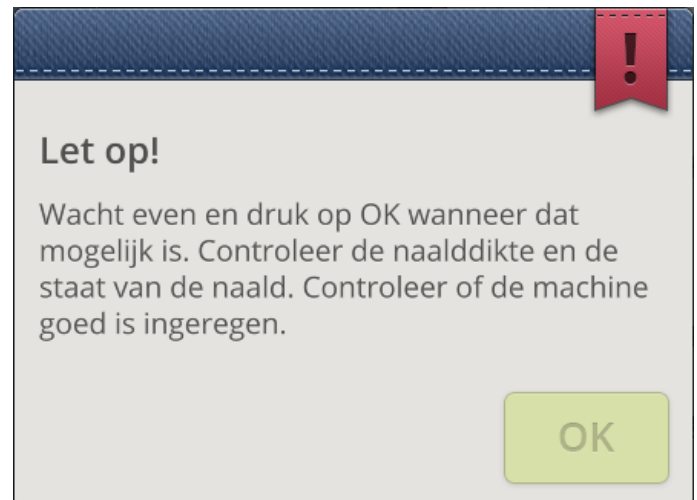 !
Let op!
Wacht even en druk op OK wanneer dat
mogelijk is. Controleer de naalddikte en de
staat van de naald. Controleer of de machine
goed is ingeregen.
OK